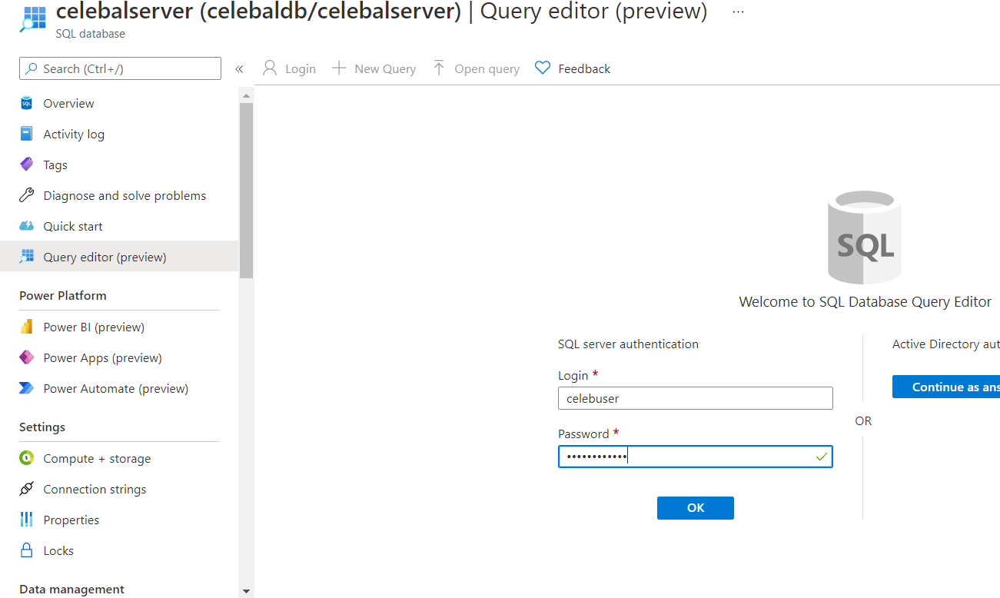 celebalserver (celebaldb/celebalserver) | Query editor (preview) ...
SQL database
Search (Ctrl+/)
«
Login
New Query
Open query
Feedback
SQL Overview
Activity log
Tags
Diagnose and solve problems
Quick start
Query editor (preview)
Power Platform
Power BI (preview)
Power Apps (preview)
Power Automate (preview)
Settings
Compute + storage
Connection strings
Properties
Locks
Data management
SQL
Welcome to SQL Database Query Editor
SQL server authentication
Login *
celebuser
Password *
••••••••••••
OK
OR
Active Directory aut
Continue as ans